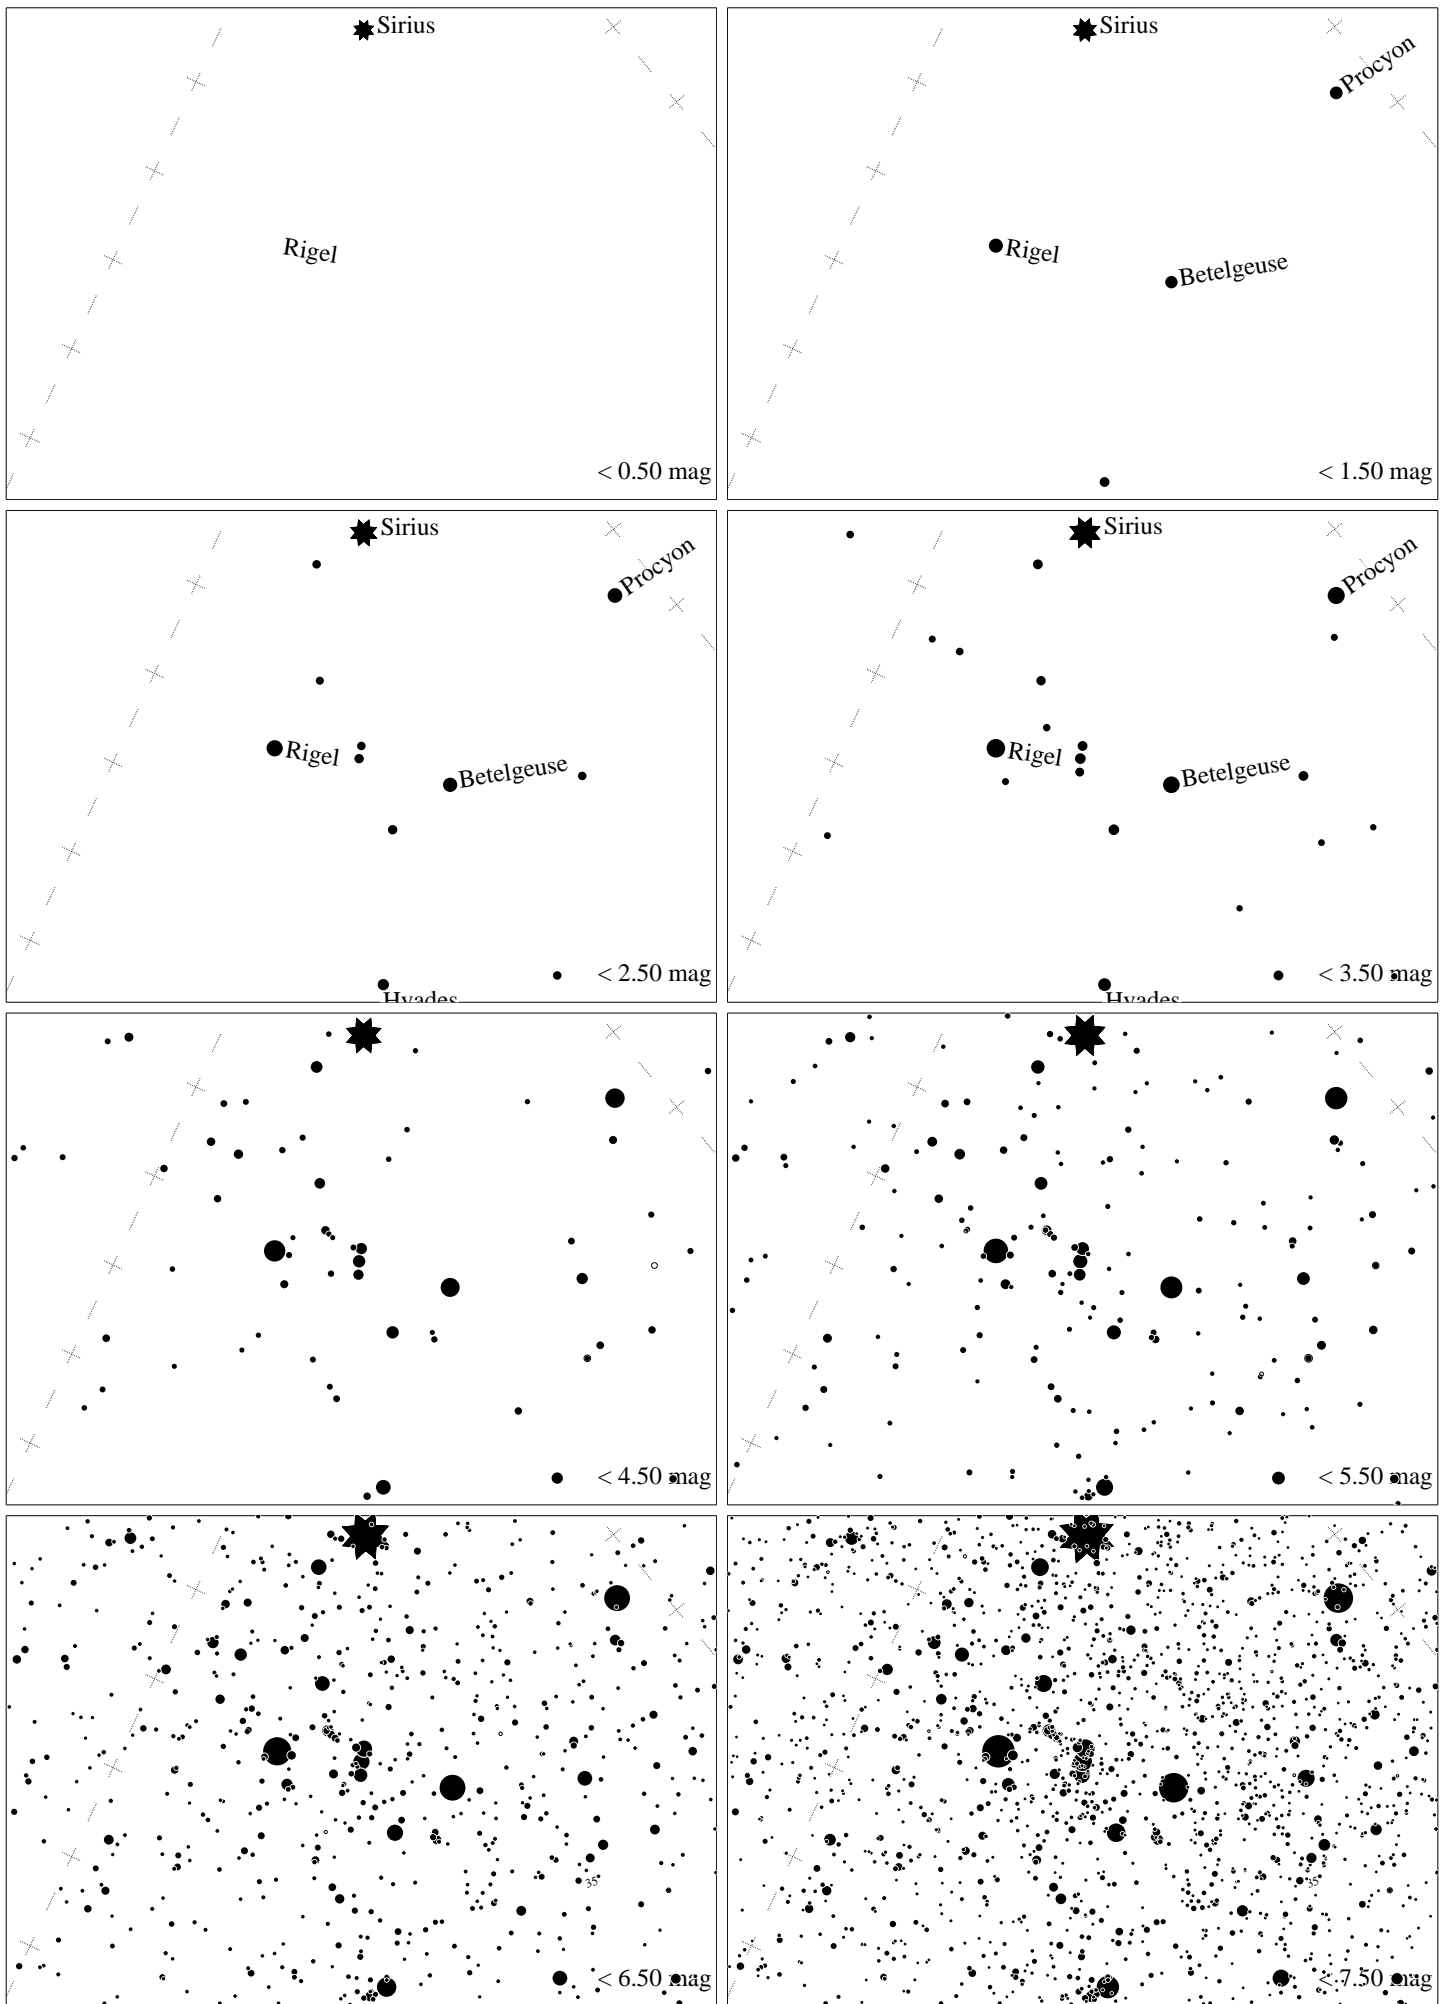 Sirius
Rigel
< 0.50 mag
Sirius
Procyon
Rigel
Betelgeuse
< 1.50 mag
Sirius
Procyon
Rigel
Betelgeuse
< 2.50 mag
Hyades
Sirius
Procyon
Rigel
Betelgeuse
< 3.50 mag
Hyades
< 4.50 mag
< 5.50 mag
35
< 6.50 mag
35
< 7.50 mag